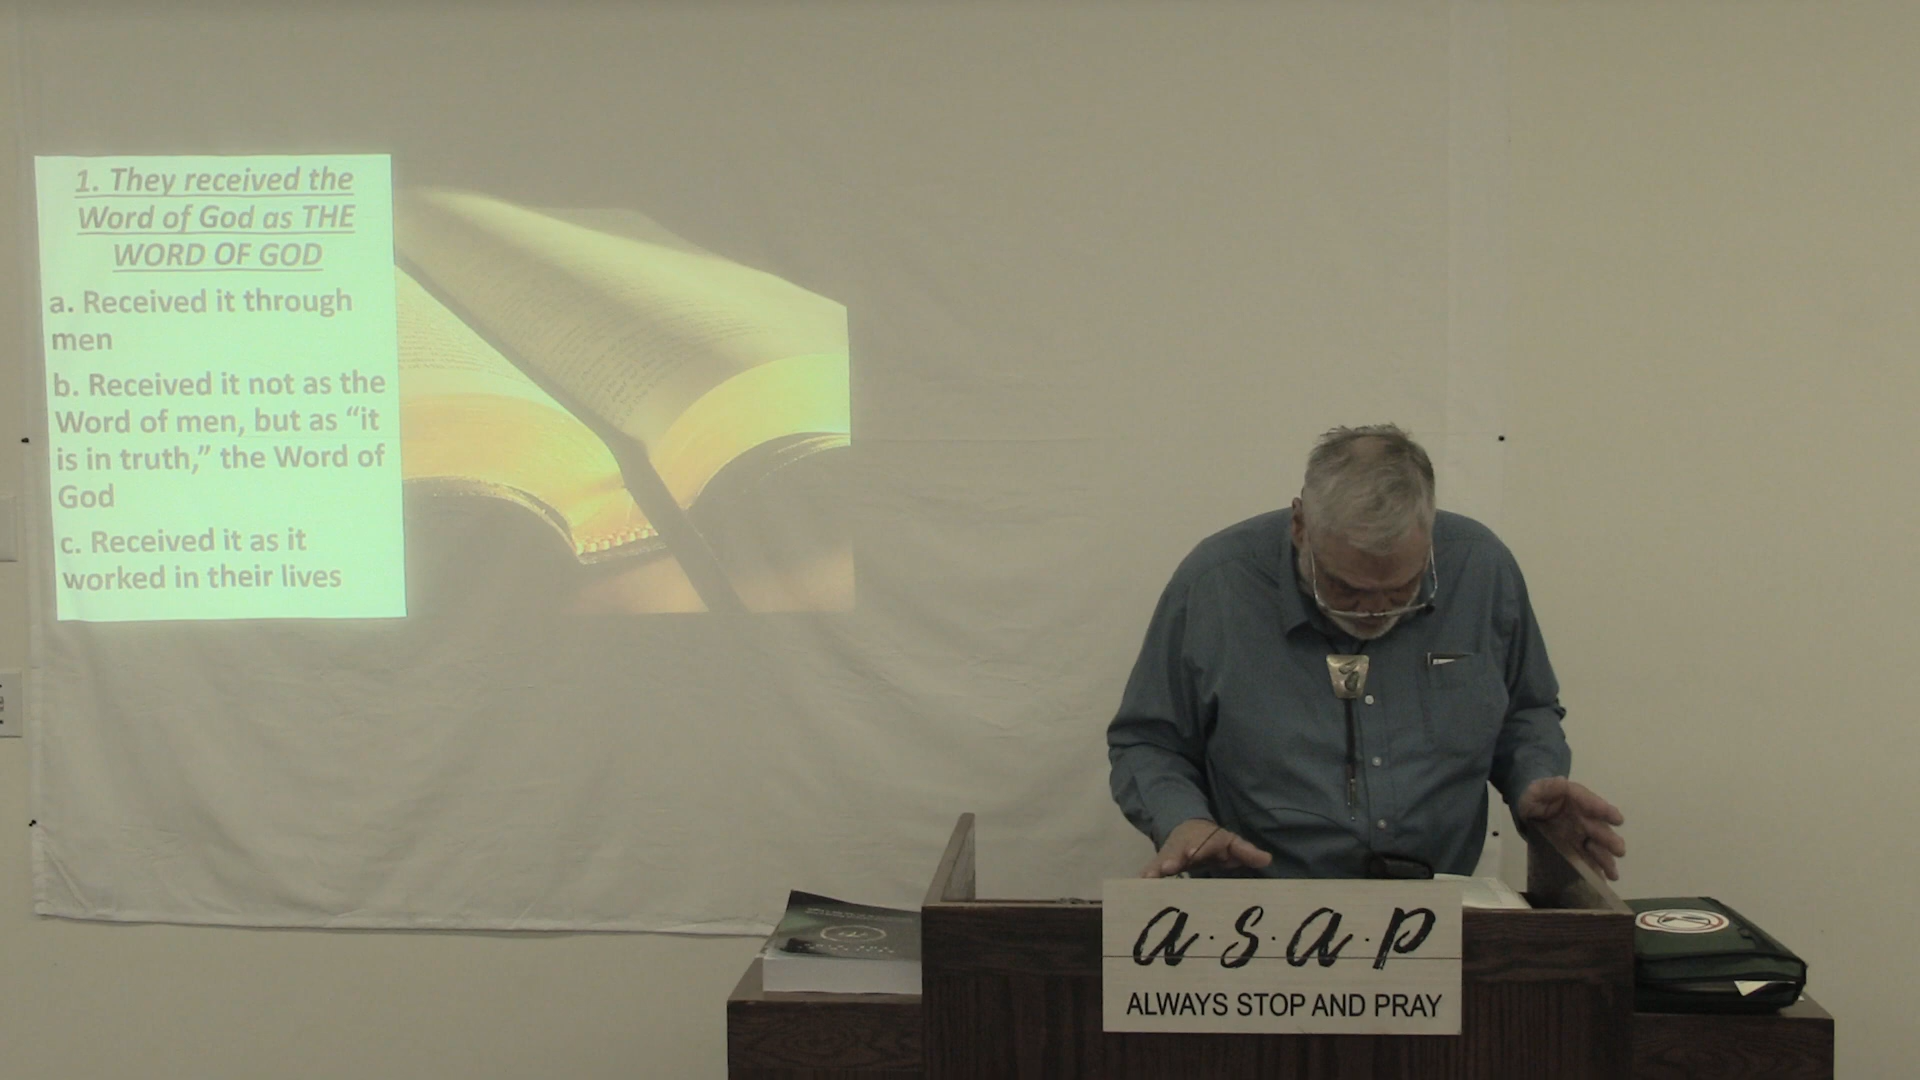 1. They received the
Word of God as THE
WORD OF GOD
a. Received it through
men
b. Received it not as the
Word of men, but as “it
is in truth,” the Word of
God
c. Received it as it
worked in their lives
a.s.a.p
ALWAYS STOP AND PRAY